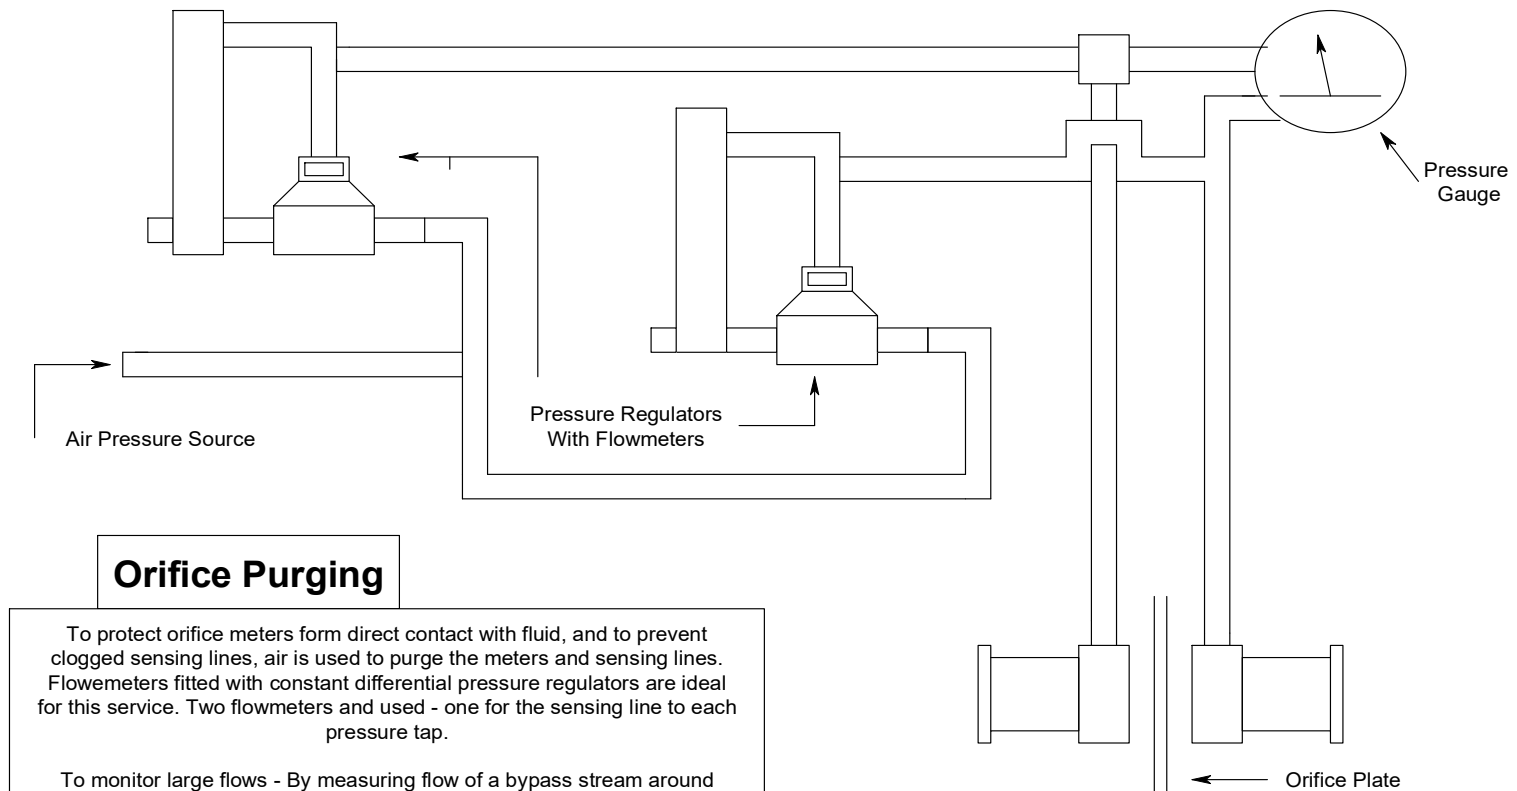 Pressure
Gauge
Pressure Regulators
With Flowmeters
Air Pressure Source
Orifice Purging
To protect orifice meters form direct contact with fluid, and to prevent
clogged sensing lines, air is used to purge the meters and sensing lines.
Flowemeters fitted with constant differential pressure regulators are ideal
for this service. Two flowmeters and used - one for the sensing line to each
pressure tap.
To monitor large flows - By measuring flow of a bypass stream around
Orifice Plate